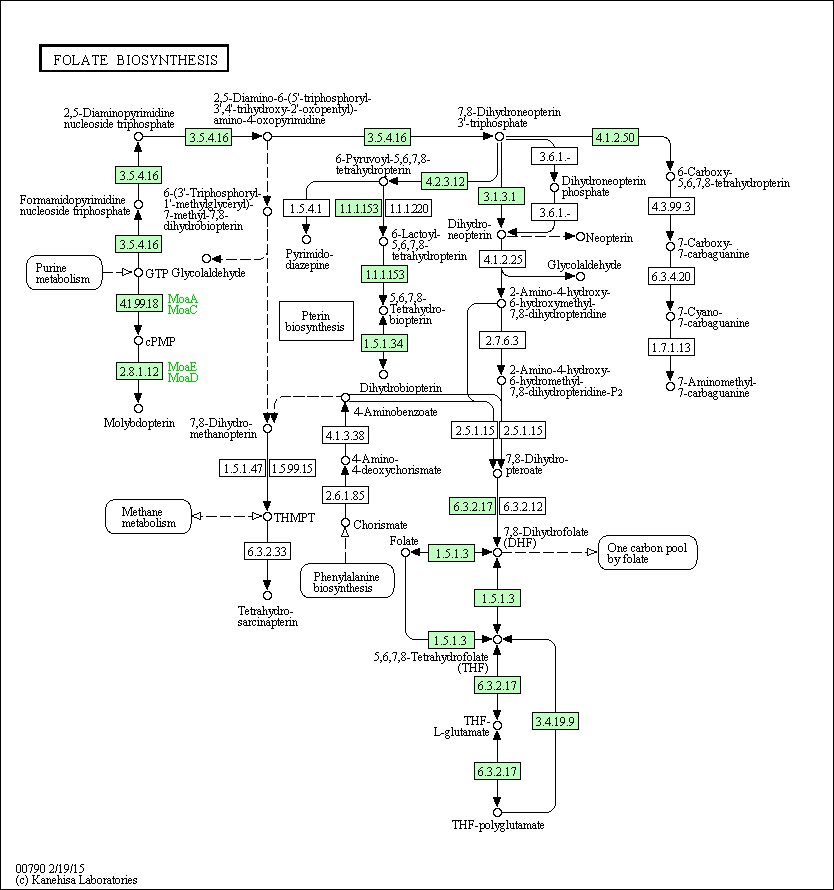 FOLATE BIOSYNTHESIS
2,5-Diaminopyrimidine
nucleoside triphosphate
2,5-Diamino-6-(5'-triphosphoryl-
3',4'-trihydroxy-2'-oxopentyl)-
amino-4-oxopyrimidine
7,8-Dihydroneopterin
3'-triphosphate
3.5.4.16
3.5.4.16
4.1.2.50
3.6.1.-
3.5.4.16
6-(3'-Triphosphoryl-
1'-methylglyceryl)-
7-methyl-7,8-
dihydrobiopterin
6-Pyruvoyl-5,6,7,8-
tetrahydropterin
4.2.3.12
3.1.3.1
Dihydroneopterin
phosphate
6-Carboxy-
5,6,7,8-tetrahydropterin
Formamidopyrimidine
nucleoside triphosphate
1.5.4.1
1.1.1.153
1.1.1.220
3.6.1.-
4.3.99.3
3.5.4.16
Pyrimido-
diazepine
6-Lactoyl-
5,6,7,8-
tetrahydropterin
Dihydro-
neopterin
Neopterin
7-Carboxy-
7-carbaguanine
Purine
metabolism
GTP
Glycolaldehyde
1.1.1.153
4.1.2.25
Glycolaldehyde
6.3.4.20
4.1.99.18
MoaA
MoaC
Pterin
biosynthesis
5,6,7,8-
Tetrahydro-
biopterin
2-Amino-4-hydroxy-
6-hydroxymethyl-
7,8-dihydropteridine
7-Cyano-
7-carbaguanine
cPMP
1.5.1.34
2.7.6.3
1.7.1.13
2.8.1.12
MoaE
MoaD
Dihydrobiopterin
2-Amino-4-hydroxy-
6-hydromethyl-
7,8-dihydropteridine-P2
7-Aminomethyl-
7-carbaguanine
Molybdopterin
7,8-Dihydro-
methanopterin
4-Aminobenzoate
4.1.3.38
2.5.1.15
2.5.1.15
1.5.1.47
1.5.99.15
4-Amino-
4-deoxychorismate
7,8-Dihydro-
pteroate
2.6.1.85
6.3.2.17
6.3.2.12
Methane
metabolism
THMPT
Chorismate
6.3.2.33
Folate
1.5.1.3
7,8-Dihydrofolate
(DHF)
One carbon pool
by folate
Phenylalanine
biosynthesis
Tetrahydro-
sarcinapterin
1.5.1.3
1.5.1.3
5,6,7,8-Tetrahydrofolate
(THF)
6.3.2.17
THF-
L-glutamate
3.4.19.9
6.3.2.17
THF-polyglutamate
00790 2/19/15
(c) Kanehisa Laboratories